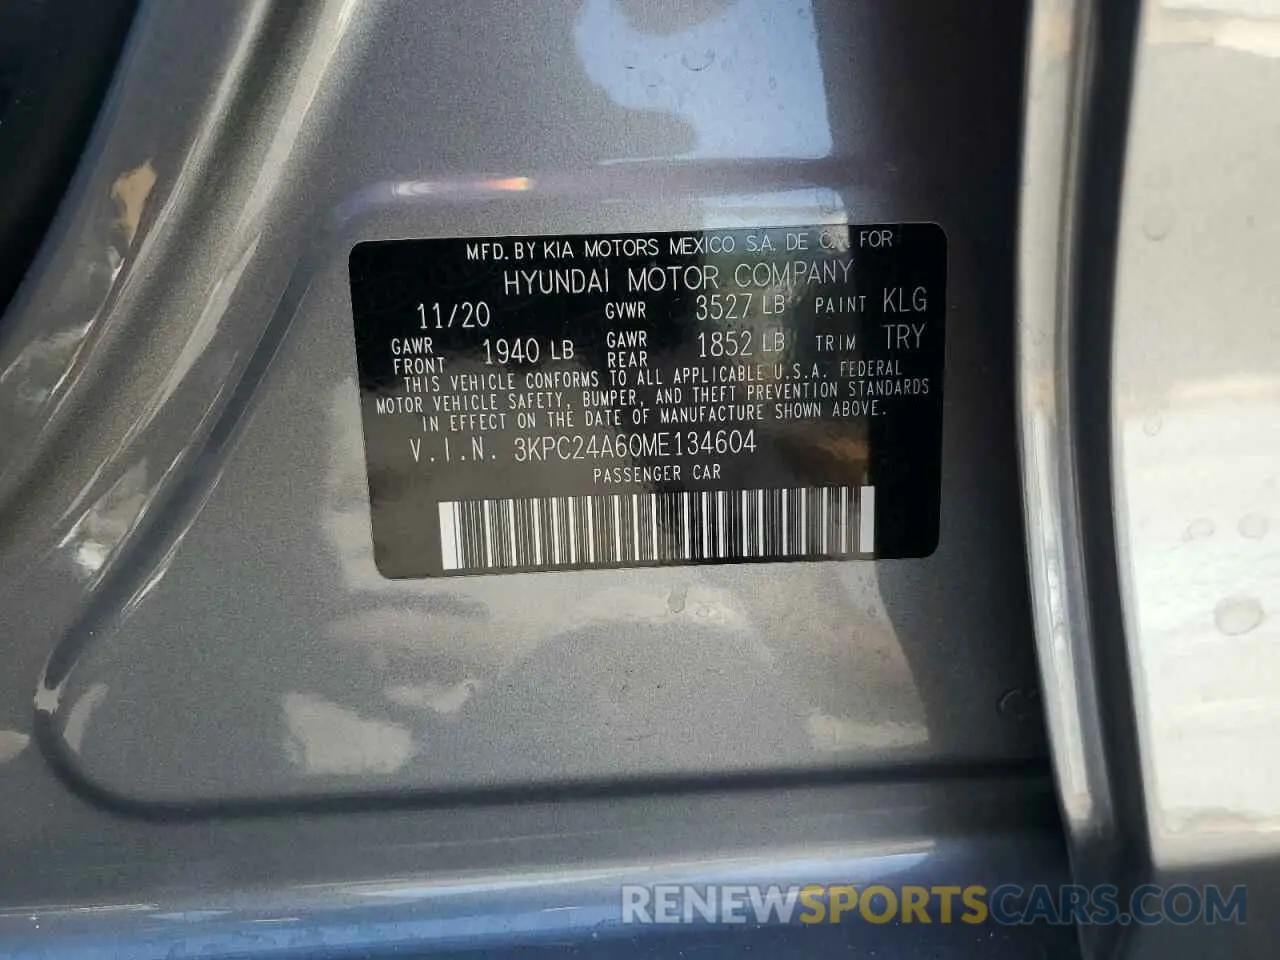 MFD. BY KIA MOTORS MEXICO S.A. DE C.V. FOR
HYUNDAI MOTOR COMPANY
11/20 GVWR 3527 LB PAINT KLG
GAWR FRONT 1940 LB GAWR REAR 1852 LB TRIM TRY
THIS VEHICLE CONFORMS TO ALL APPLICABLE U.S.A. FEDERAL
MOTOR VEHICLE SAFETY, BUMPER, AND THEFT PREVENTION STANDARDS
IN EFFECT ON THE DATE OF MANUFACTURE SHOWN ABOVE.
V.I.N. 3KPC24A60ME134604
PASSENGER CAR
RENEWSPORTSCARS.COM